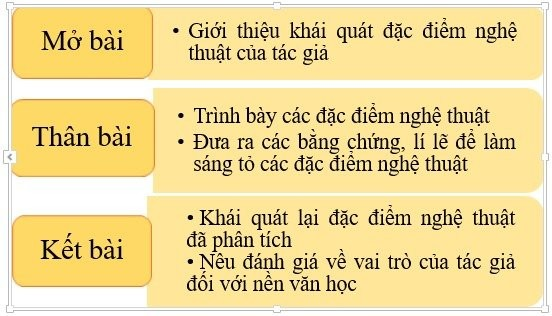 Mở bài
• Giới thiệu khái quát đặc điểm nghệ
thuật của tác giả
Thân bài
• Trình bày các đặc điểm nghệ thuật
• Đưa ra các bằng chứng, lí lẽ để làm
sáng tỏ các đặc điểm nghệ thuật
Kết bài
• Khái quát lại đặc điểm nghệ thuật
đã phân tích
• Nêu đánh giá về vai trò của tác giả
đối với nền văn học